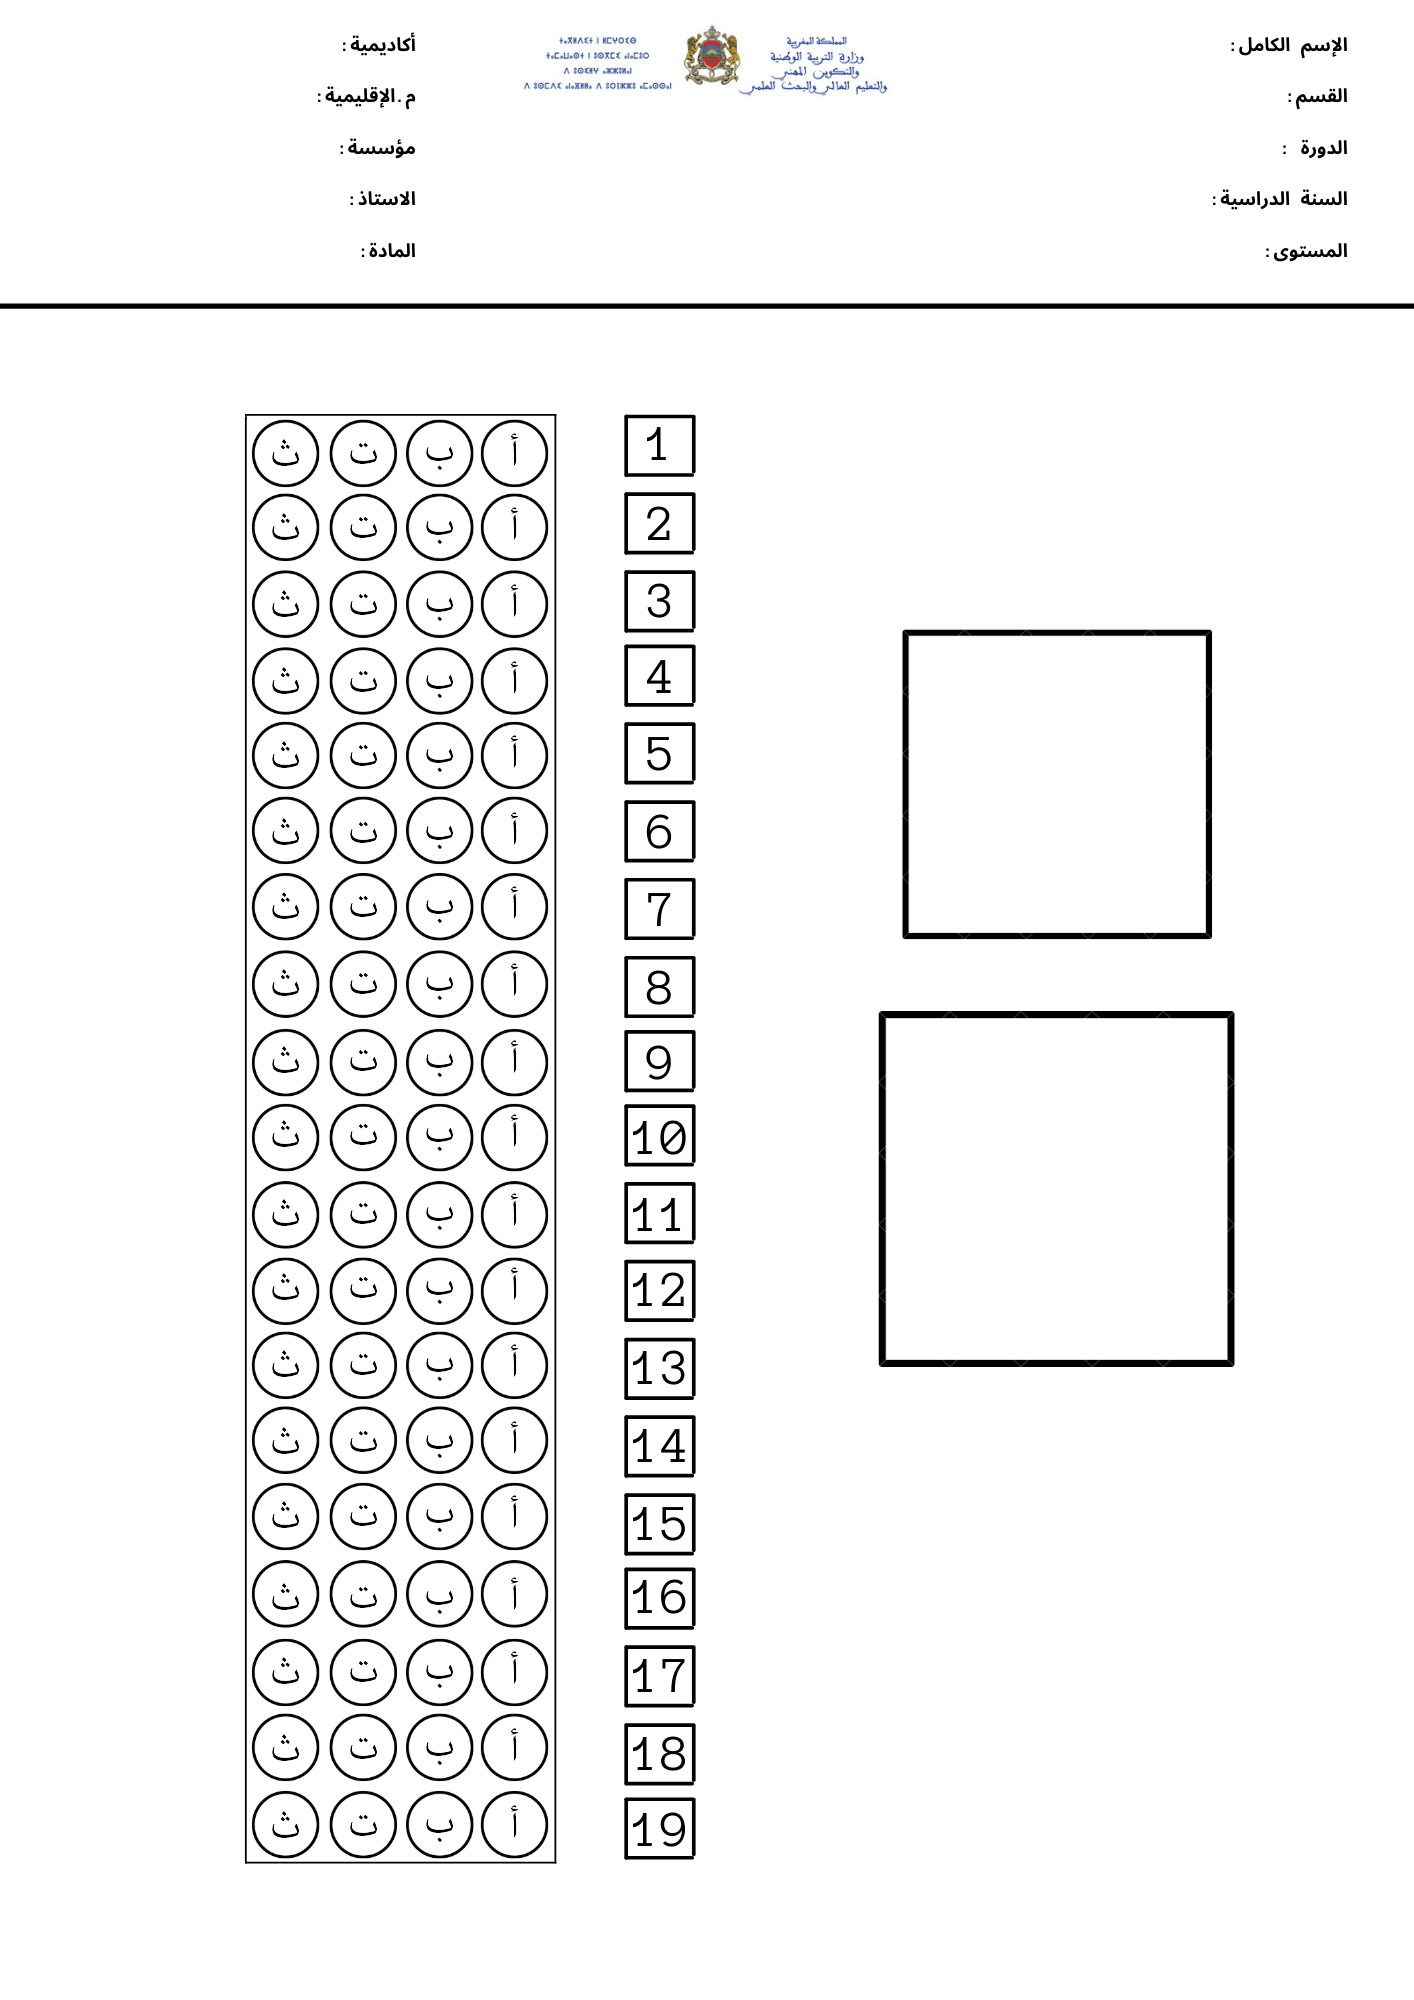 الإسم الكامل :
القسم :
الدورة :
السنة الدراسية :
المستوى :
المملكة المغربية
وزارة التربية الوطنية
والتكوين المهني
والتعليم العالي والبحث العلمي
أكاديمية :
م.الإقليمية :
مؤسسة :
الاستاذ :
المادة :
1 أ ب ت ث
2 أ ب ت ث
3 أ ب ت ث
4 أ ب ت ث
5 أ ب ت ث
6 أ ب ت ث
7 أ ب ت ث
8 أ ب ت ث
9 أ ب ت ث
10 أ ب ت ث
11 أ ب ت ث
12 أ ب ت ث
13 أ ب ت ث
14 أ ب ت ث
15 أ ب ت ث
16 أ ب ت ث
17 أ ب ت ث
18 أ ب ت ث
19 أ ب ت ث